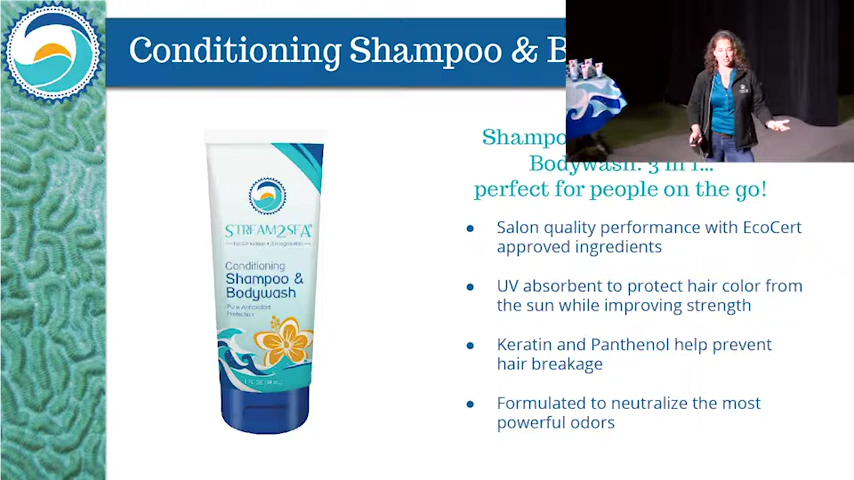 Conditioning Shampoo & B
Shampo
Bodywash: 3 in 1...
perfect for people on the go!
• Salon quality performance with EcoCert
approved ingredients
• UV absorbent to protect hair color from
the sun while improving strength
• Keratin and Panthenol help prevent
hair breakage
• Formulated to neutralize the most
powerful odors
STREAM2SEA
Conditioning
Shampoo &
Bodywash
Pure Antioxidant
Protection